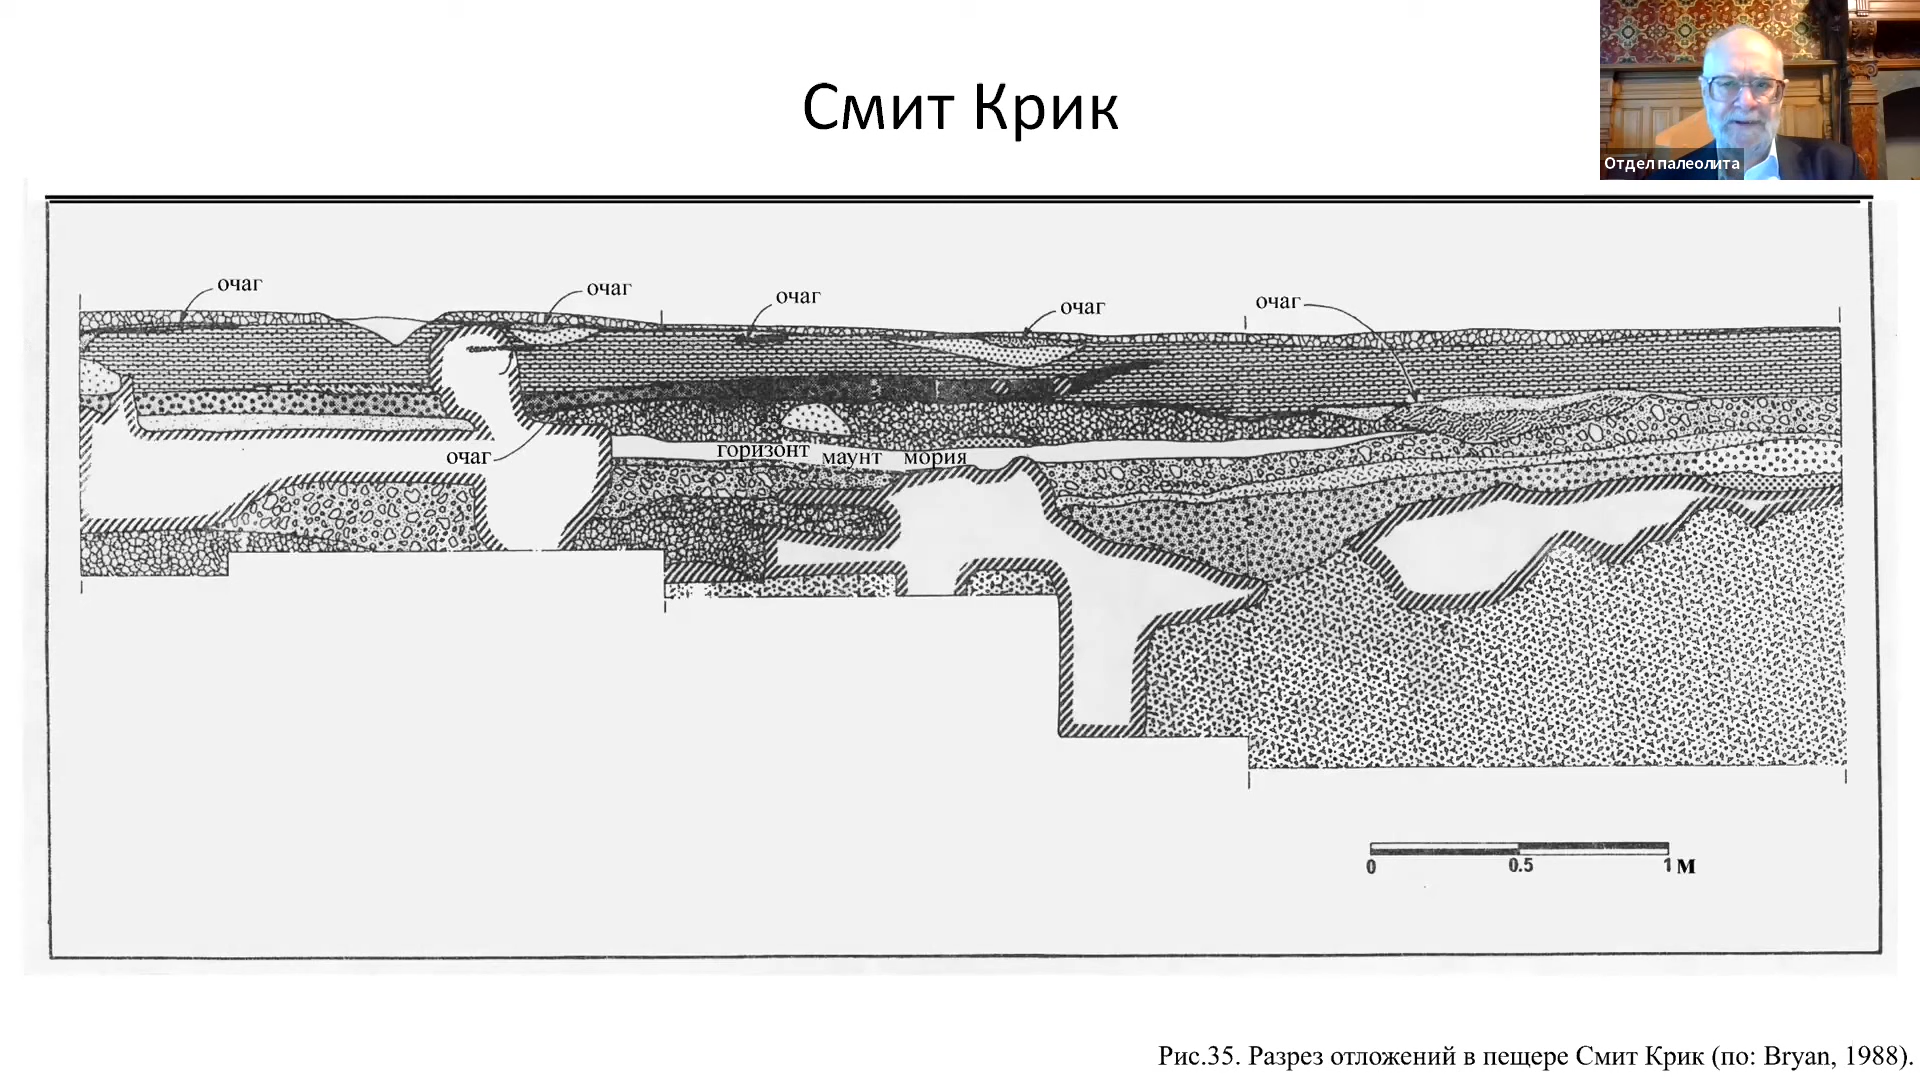 Смит Крик
Отдел палеолита
очаг
очаг
очаг
очаг
очаг
очаг
горизонт маунт мория
0 0.5 1 м
Рис.35. Разрез отложений в пещере Смит Крик (по: Bryan, 1988).